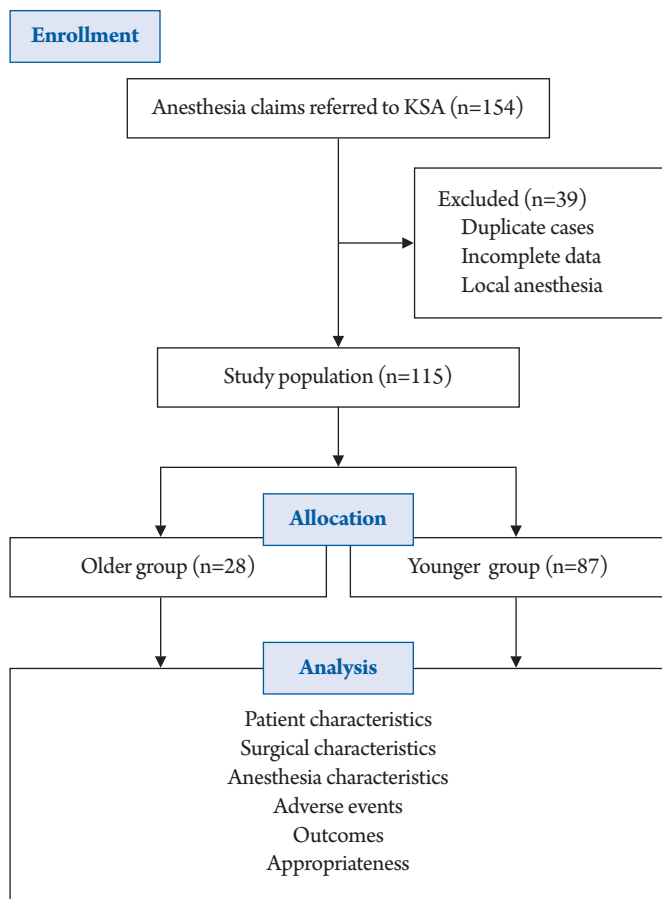 Enrollment
Anesthesia claims referred to KSA (n=154)
Excluded (n=39)
Duplicate cases
Incomplete data
Local anesthesia
Study population (n=115)
Allocation
Older group (n=28)
Younger group (n=87)
Analysis
Patient characteristics
Surgical characteristics
Anesthesia characteristics
Adverse events
Outcomes
Appropriateness